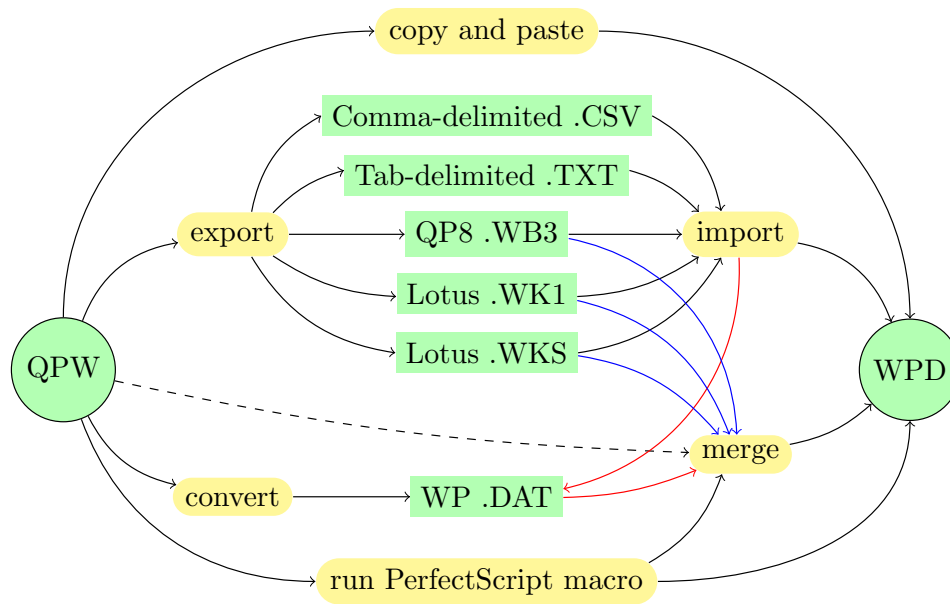 copy and paste
Comma-delimited .CSV
Tab-delimited .TXT
export
QP8 .WB3
import
Lotus .WK1
Lotus .WKS
QPW
WPD
merge
convert
WP .DAT
run PerfectScript macro